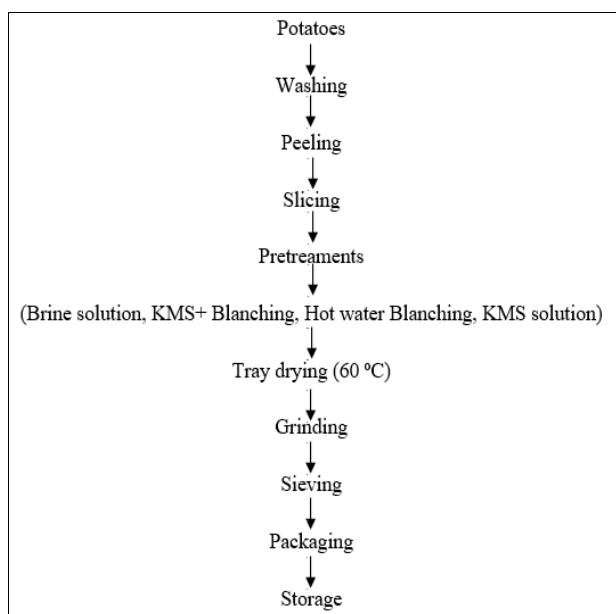 Potatoes
Washing
Peeling
Slicing
Pretreaments
(Brine solution, KMS+ Blanching, Hot water Blanching, KMS solution)
Tray drying (60 ⁰C)
Grinding
Sieving
Packaging
Storage